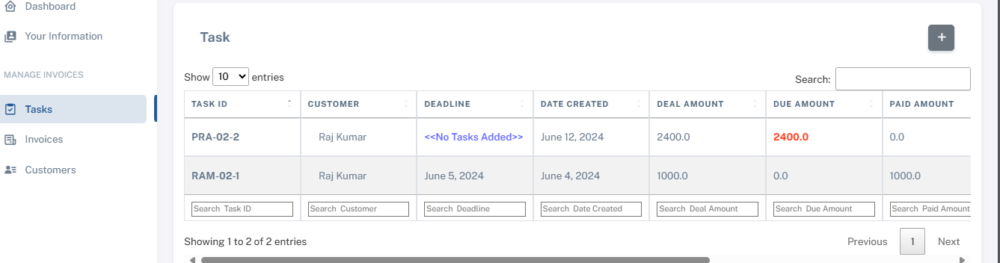 Dashboard
Your Information
MANAGE INVOICES
Tasks
Invoices
Customers
Task
+
Show 10 entries
Search:
TASK ID CUSTOMER DEADLINE DATE CREATED DEAL AMOUNT DUE AMOUNT PAID AMOUNT
PRA-02-2 Raj Kumar <<No Tasks Added>> June 12, 2024 2400.0 2400.0 0.0
RAM-02-1 Raj Kumar June 5, 2024 June 4, 2024 1000.0 0.0 1000.0
Search Task ID Search Customer Search Deadline Search Date Created Search Deal Amount Search Due Amount Search Paid Amount
Showing 1 to 2 of 2 entries
Previous 1 Next